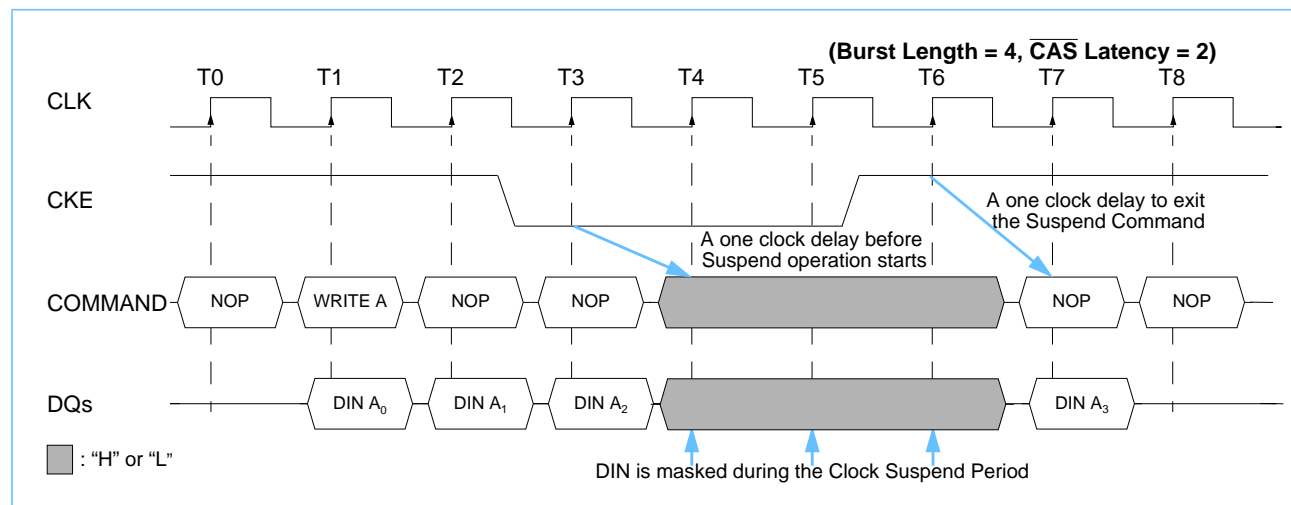 (Burst Length = 4, CAS Latency = 2)
T0 T1 T2 T3 T4 T5 T6 T7 T8
CLK
CKE
A one clock delay to exit
the Suspend Command
A one clock delay before
Suspend operation starts
COMMAND NOP WRITE A NOP NOP NOP NOP
DQs DIN A0 DIN A1 DIN A2 DIN A3
: “H” or “L”
DIN is masked during the Clock Suspend Period